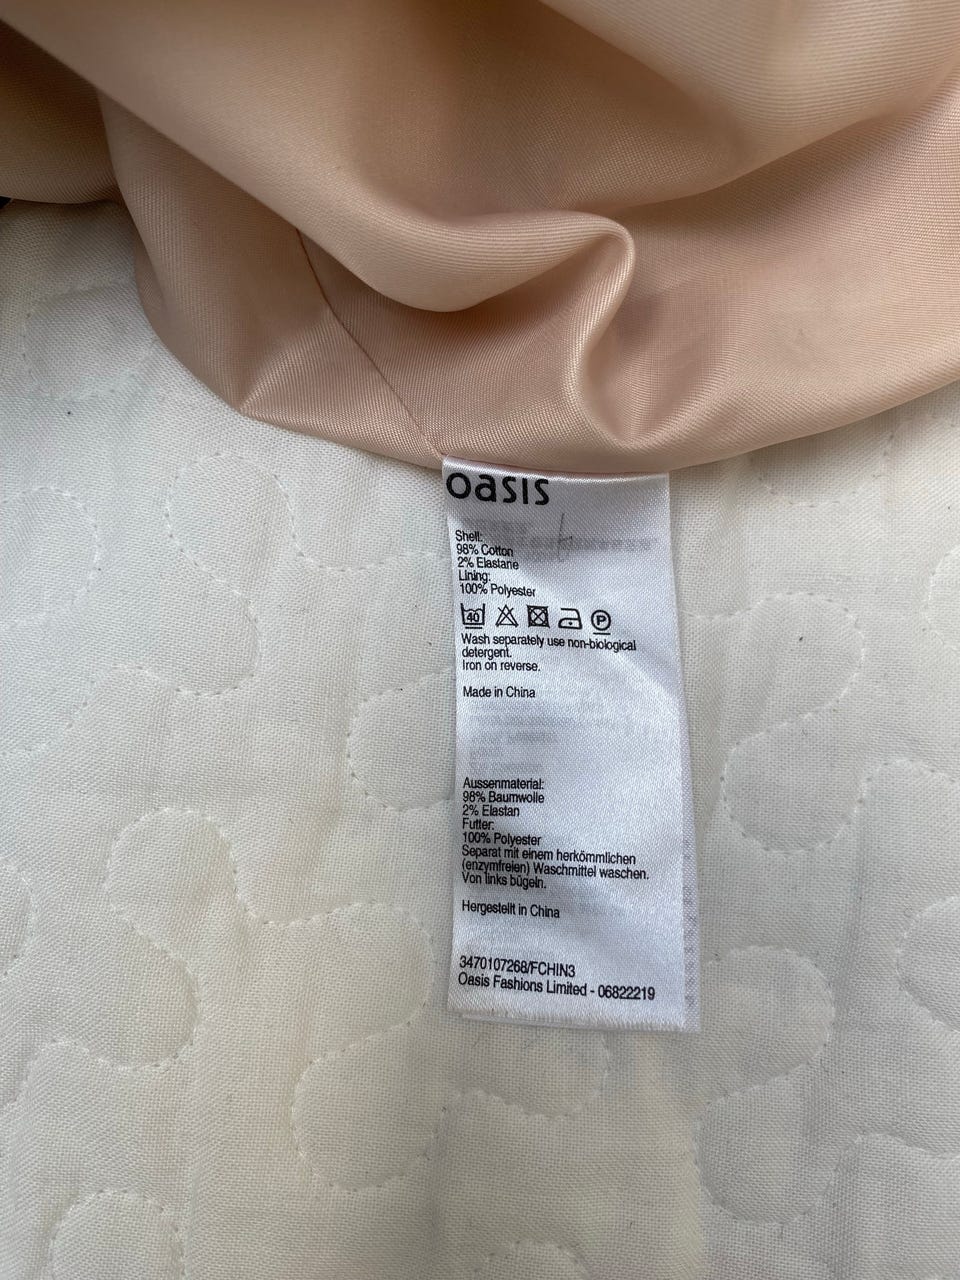 oasis
Shell:
98% Cotton
2% Elastane
Lining:
100% Polyester
40 P
Wash separately use non-biological
detergent.
Iron on reverse.
Made in China
Aussenmaterial:
98% Baumwolle
2% Elastan
Futter:
100% Polyester
Separat mit einem herkömmlichen
(enzymfreien) Waschmittel waschen.
Von links bügeln.
Hergestellt in China
3470107268/FCHIN3
Oasis Fashions Limited - 06822219